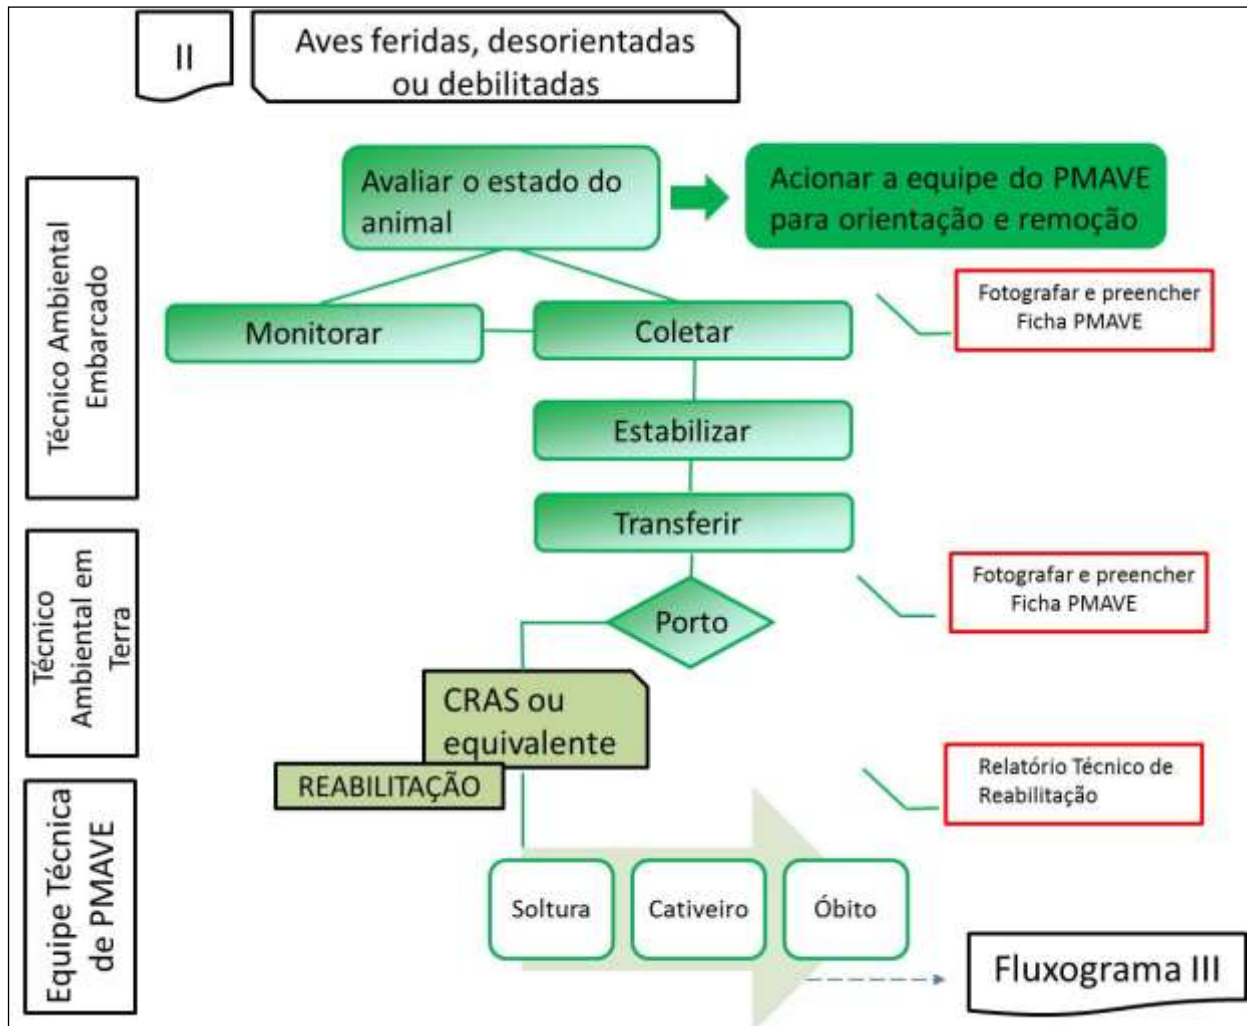 II
Aves feridas, desorientadas
ou debilitadas
Técnico Ambiental
Embarcado
Avaliar o estado do
animal
Acionar a equipe do PMAVE
para orientação e remoção
Monitorar
Coletar
Fotografar e preencher
Ficha PMAVE
Estabilizar
Transferir
Técnico
Ambiental em
Terra
Porto
Fotografar e preencher
Ficha PMAVE
CRAS ou
equivalente
REABILITAÇÃO
Relatório Técnico de
Reabilitação
Equipe Técnica
de PMAVE
Soltura
Cativeiro
Óbito
Fluxograma III